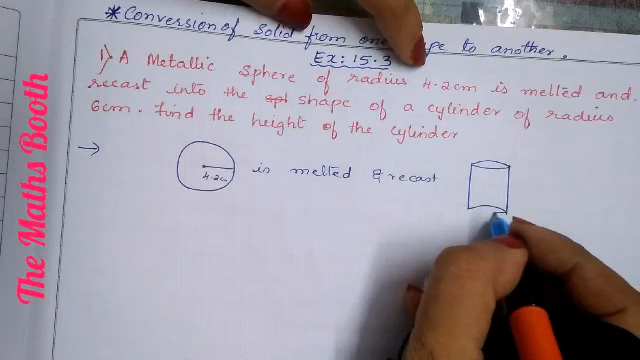 * Conversion of solid from one pe to another.
Ex: 15.3
1) A Metallic Sphere of radius 4.2cm is melted and
recast into the shape of a cylinder of radius
6cm. Find the height of the cylinder
→ 4.2cm is melted & recast
The Maths Booth